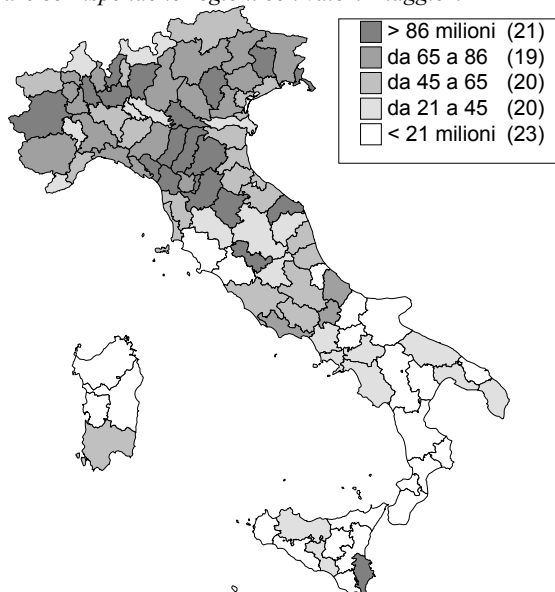 > 86 milioni (21)
da 65 a 86 (19)
da 45 a 65 (20)
da 21 a 45 (20)
< 21 milioni (23)